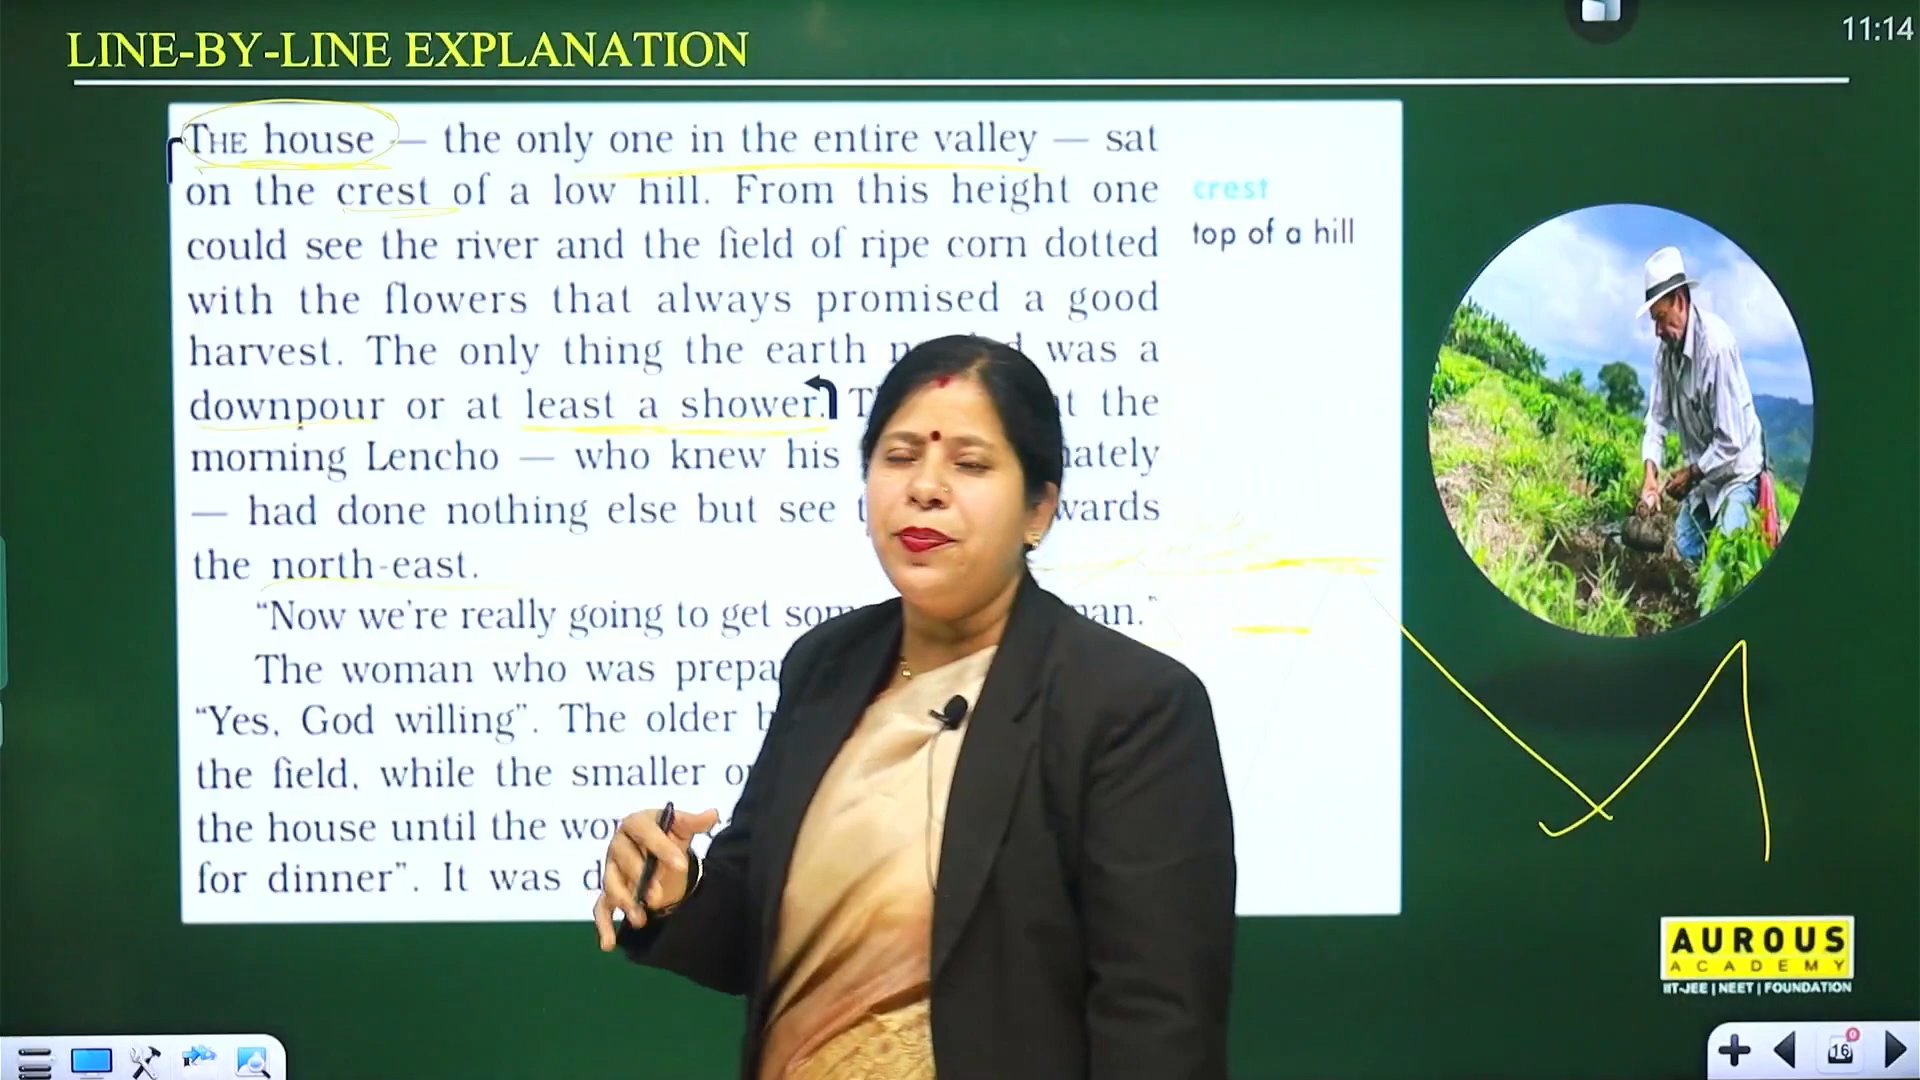 LINE-BY-LINE EXPLANATION
11:14
THE house — the only one in the entire valley — sat
on the crest of a low hill. From this height one
could see the river and the field of ripe corn dotted
with the flowers that always promised a good
harvest. The only thing the earth was a
downpour or at least a shower. the
morning Lencho — who knew his
— had done nothing else but see
the north-east.
“Now we’re really going to get
The woman who was
“Yes, God willing”. The older
the field, while the smaller
the house until the
for dinner”. It was
crest
top of a hill
AUROUS
ACADEMY
IIT-JEE | NEET | FOUNDATION
16
0